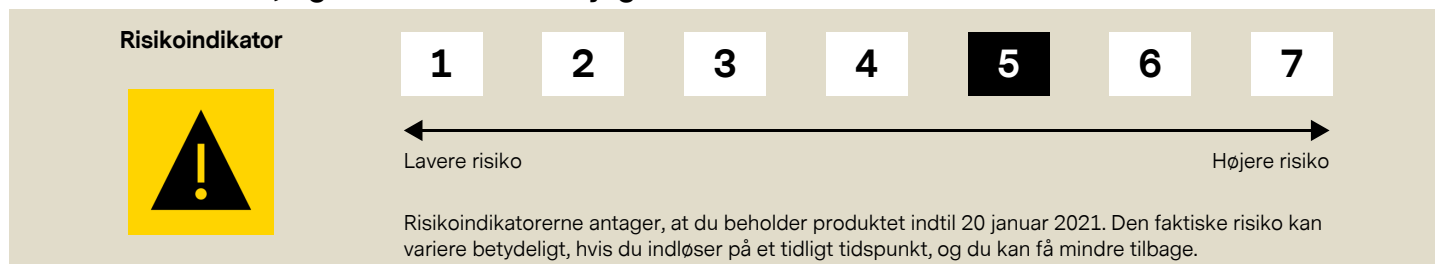 Risikoindikator
1 2 3 4 5 6 7
Lavere risiko Højere risiko
Risikoindikatorerne antager, at du beholder produktet indtil 20 januar 2021. Den faktiske risiko kan
variere betydeligt, hvis du indløser på et tidligt tidspunkt, og du kan få mindre tilbage.